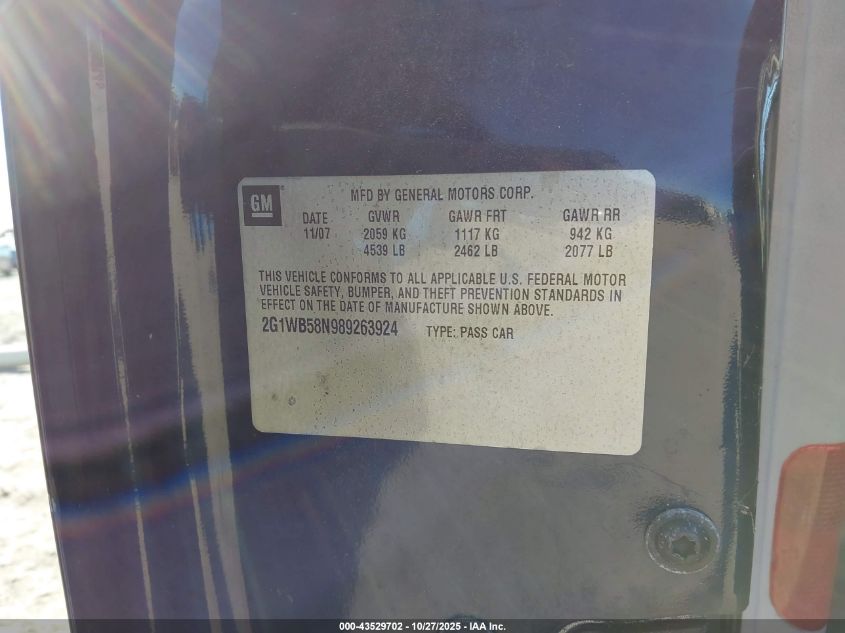 GM
MFD BY GENERAL MOTORS CORP.
DATE GVWR GAWR FRT GAWR RR
11/07 2059 KG 1117 KG 942 KG
4539 LB 2462 LB 2077 LB
THIS VEHICLE CONFORMS TO ALL APPLICABLE U.S. FEDERAL MOTOR
VEHICLE SAFETY, BUMPER, AND THEFT PREVENTION STANDARDS IN
EFFECT ON THE DATE OF MANUFACTURE SHOWN ABOVE.
2G1WB58N989263924 TYPE: PASS CAR
000-43529702 - 10/27/2025 - IAA Inc.